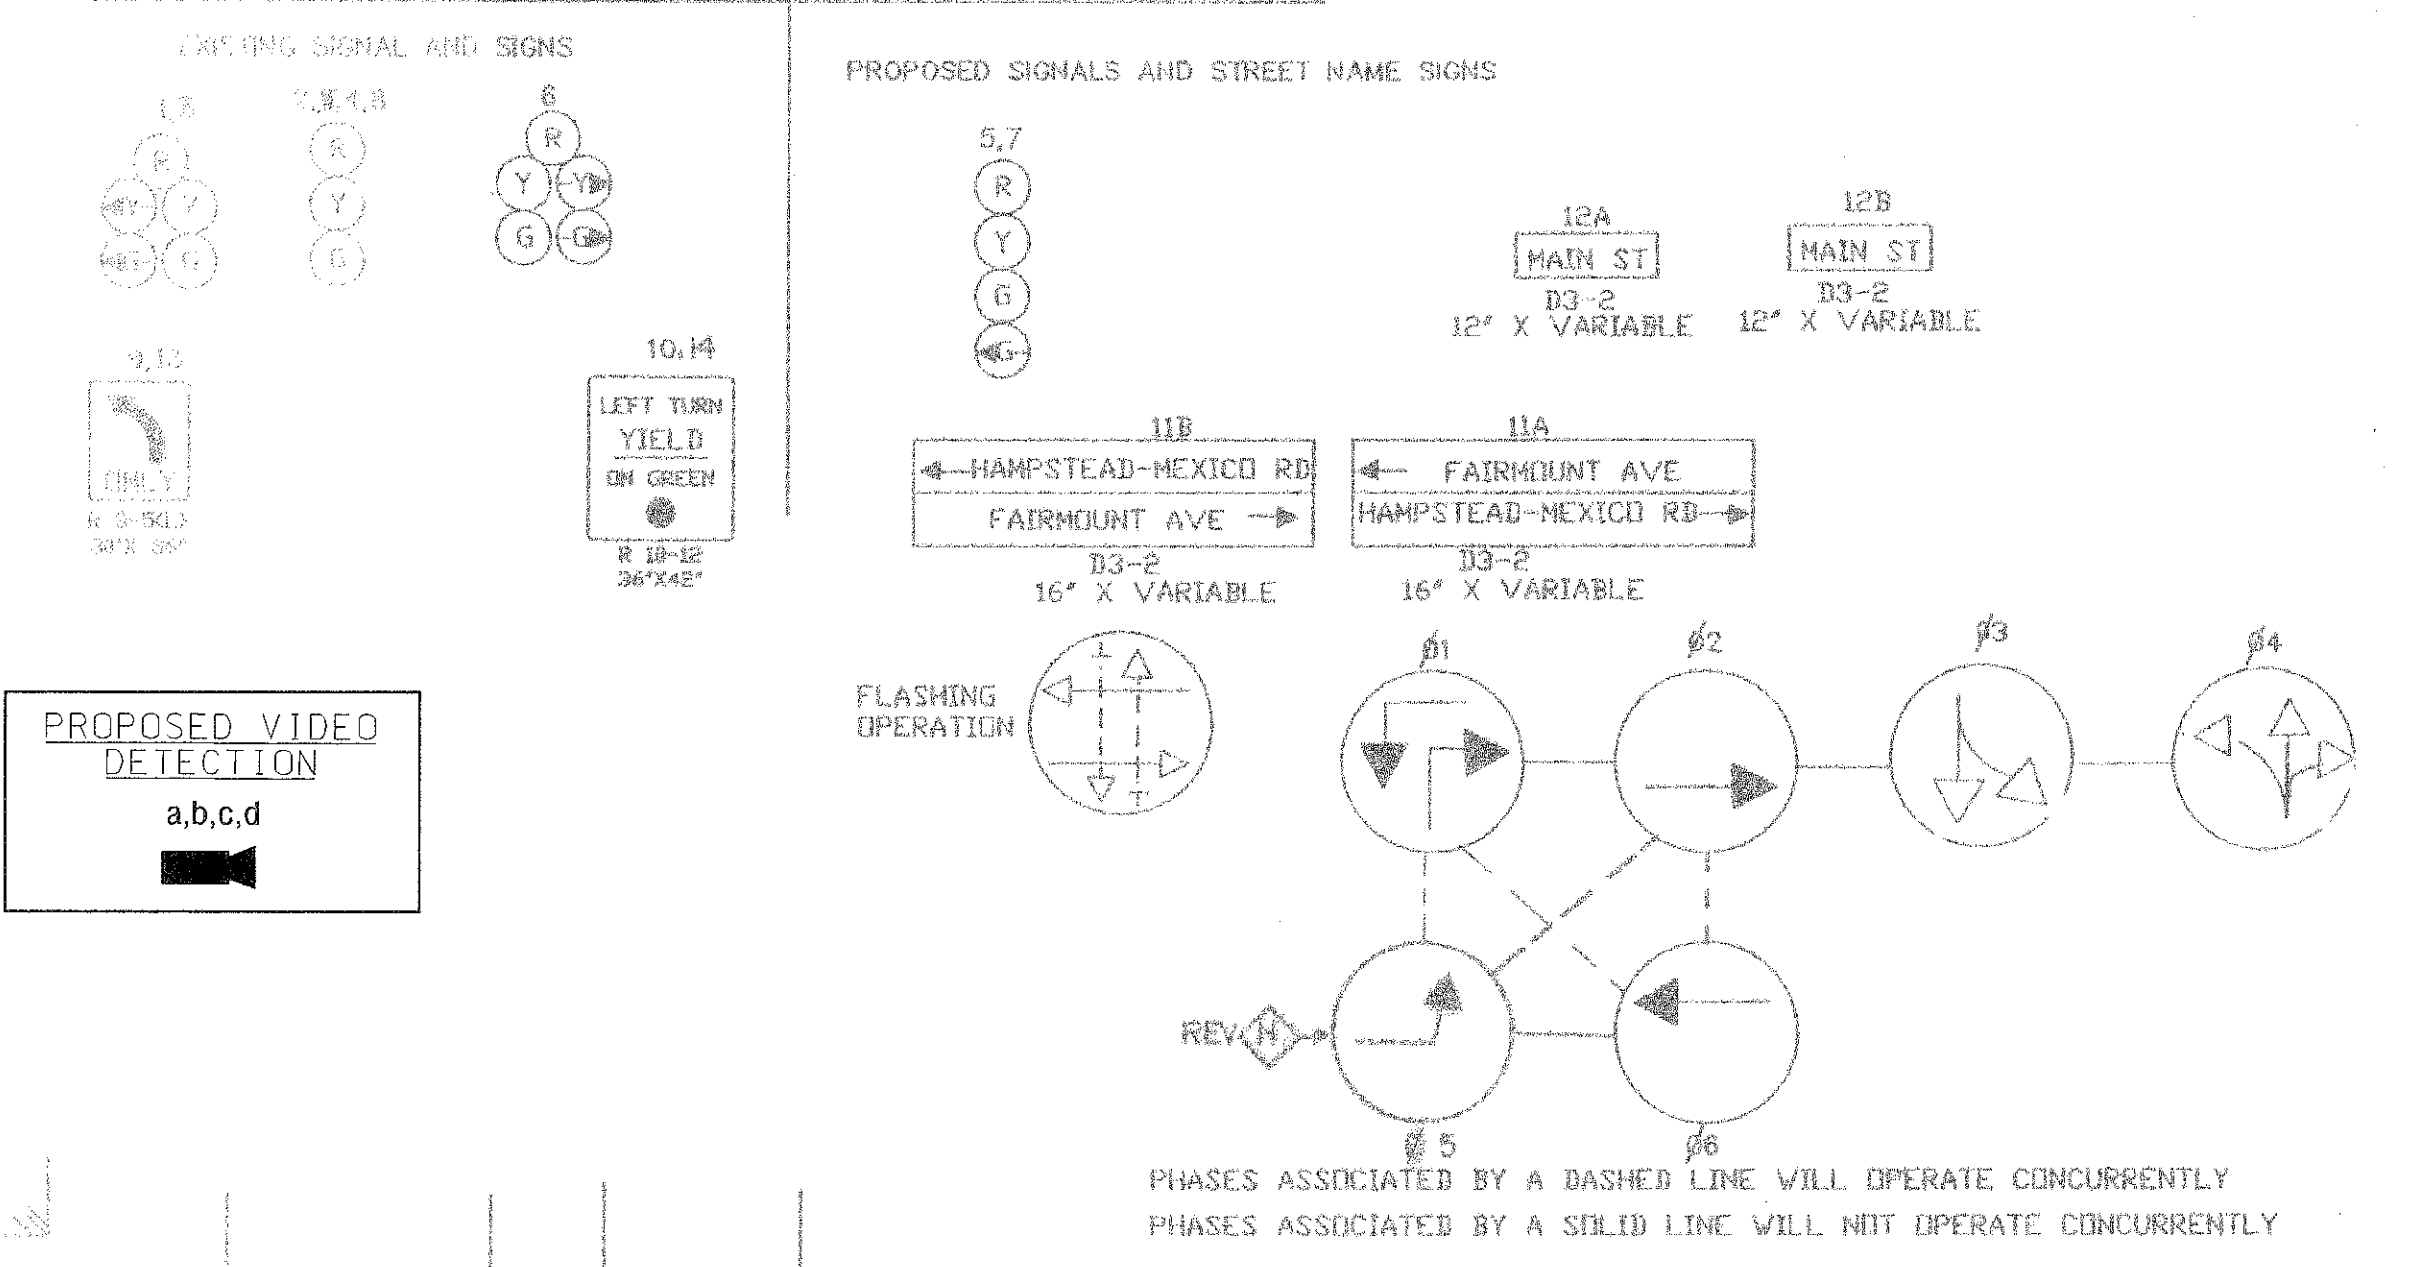 EXISTING SIGNAL AND SIGNS
6
R
Y
Y
G
G
R
Y
Y
G
R
Y
G
9,13
ONLY
10,14
LEFT TURN
YIELD
ON GREEN
R 10-12
36"X42"
PROPOSED SIGNALS AND STREET NAME SIGNS
5,7
R
Y
G
G
12A
MAIN ST
D3-2
12" X VARIABLE
12B
MAIN ST
D3-2
12" X VARIABLE
11B
HAMPSTEAD-MEXICO RD
FAIRMOUNT AVE
D3-2
16" X VARIABLE
11A
FAIRMOUNT AVE
HAMPSTEAD-MEXICO RD
D3-2
16" X VARIABLE
PROPOSED VIDEO
DETECTION
a,b,c,d
FLASHING
OPERATION
Ø1
Ø2
Ø3
Ø4
REV
Ø 5
Ø6
PHASES ASSOCIATED BY A DASHED LINE WILL OPERATE CONCURRENTLY
PHASES ASSOCIATED BY A SOLID LINE WILL NOT OPERATE CONCURRENTLY